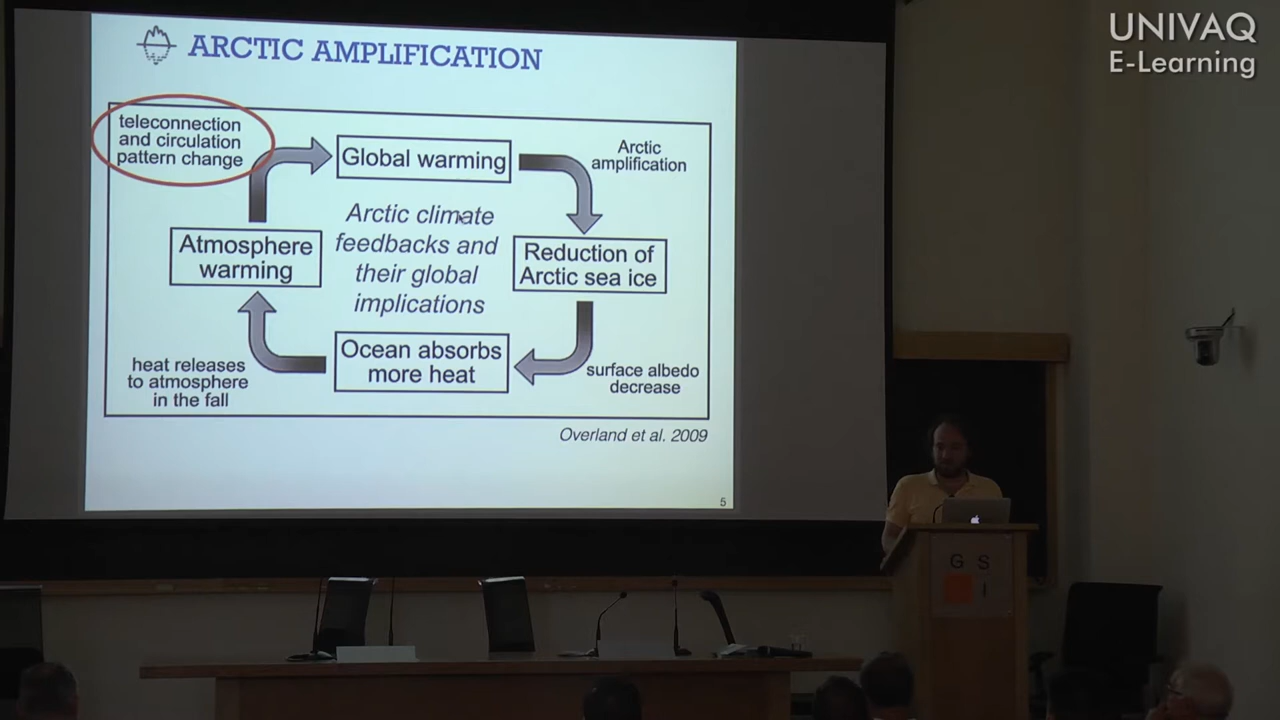 UNIVAQ
E-Learning
ARCTIC AMPLIFICATION
teleconnection
and circulation
pattern change
Global warming
Arctic
amplification
Arctic climate
feedbacks and
their global
implications
Atmosphere
warming
Reduction of
Arctic sea ice
Ocean absorbs
more heat
heat releases
to atmosphere
in the fall
surface albedo
decrease
Overland et al. 2009
5
G S
I